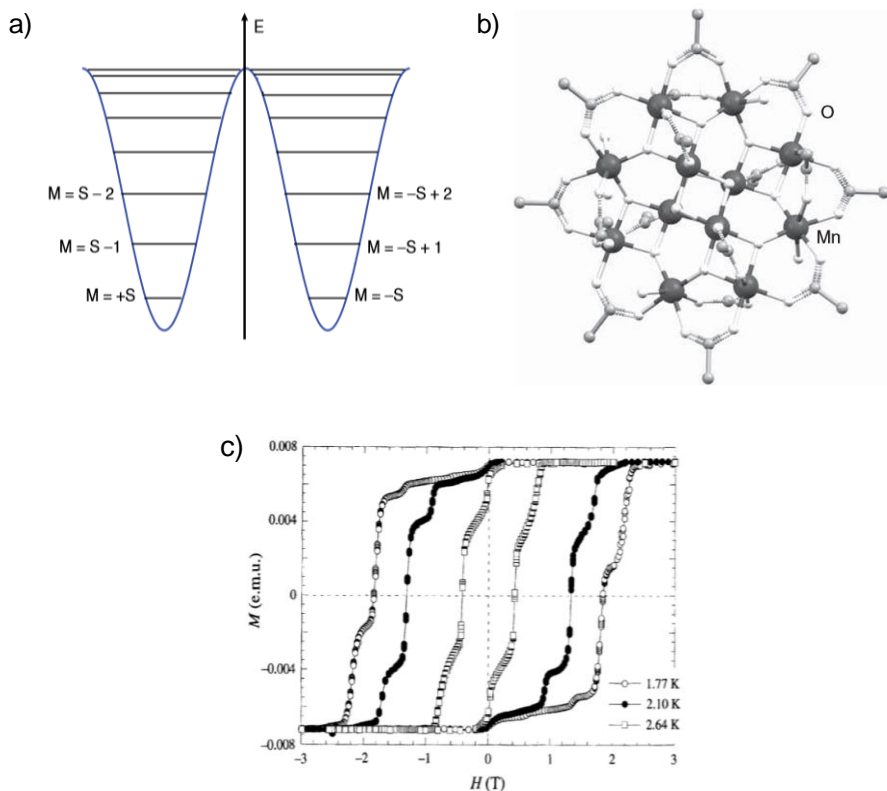 a)
E
M = S – 2
M = –S + 2
M = S – 1
M = –S + 1
M = +S
M = –S
b)
O
Mn
c)
0.008
0.004
0
–0.004
–0.008
M (e.m.u.)
1.77 K
2.10 K
2.64 K
–3
–2
–1
0
1
2
3
H (T)